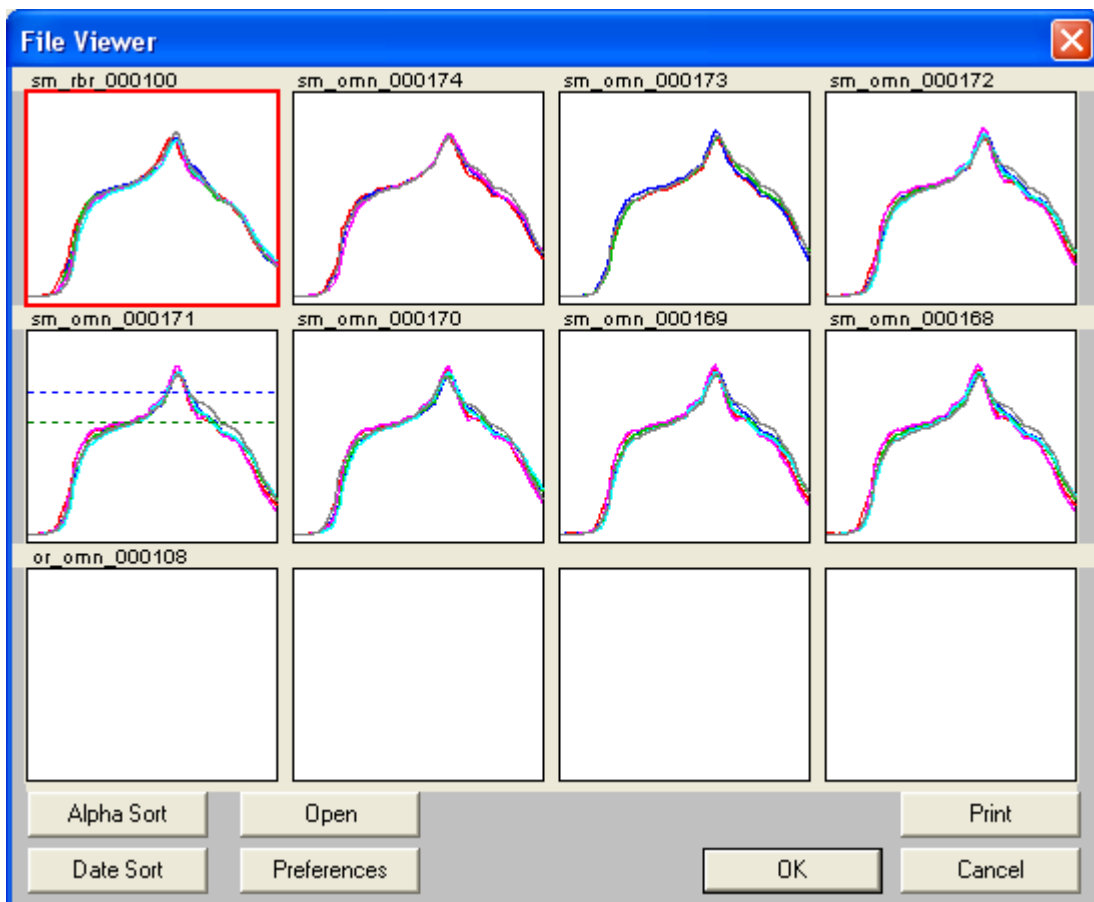 File Viewer
sm_rbr_000100 sm_omn_000174 sm_omn_000173 sm_omn_000172
sm_omn_000171 sm_omn_000170 sm_omn_000169 sm_omn_000168
or_omn_000108
Alpha Sort Open Print
Date Sort Preferences OK Cancel